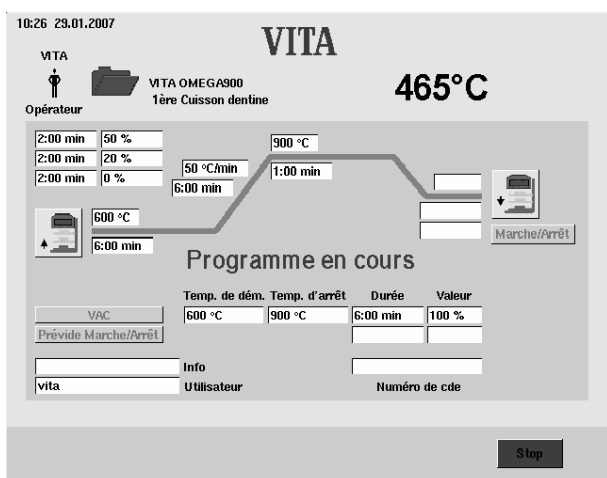 10:26 29.01.2007
VITA
VITA
Opérateur
VITA OMEGA900
1ère Cuisson dentine
465°C
2:00 min 50 %
2:00 min 20 %
2:00 min 0 %
50 °C/min
6:00 min
900 °C
1:00 min
600 °C
6:00 min
Marche/Arrêt
Programme en cours
Temp. de dém. Temp. d'arrêt Durée Valeur
VAC 600 °C 900 °C 6:00 min 100 %
Prévide Marche/Arrêt
Info
vita Utilisateur Numéro de cde
Stop